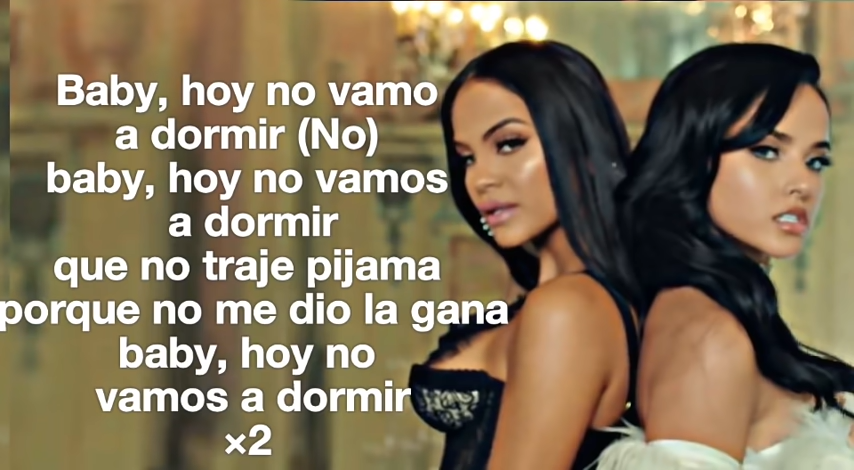 Baby, hoy no vamo
a dormir (No)
baby, hoy no vamos
a dormir
que no traje pijama
porque no me dio la gana
baby, hoy no
vamos a dormir
×2